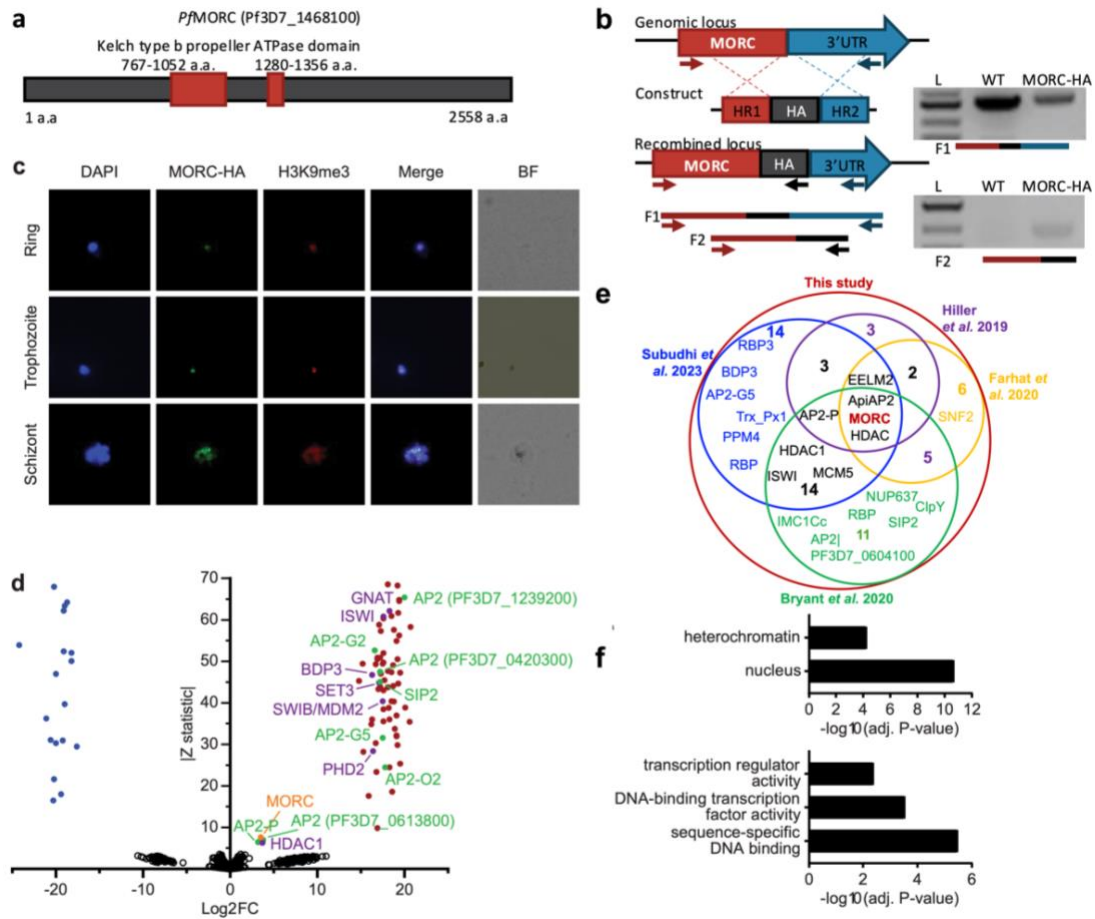 a
PfMORC (Pf3D7_1468100)
Kelch type b propeller ATPase domain
767-1052 a.a. 1280-1356 a.a.
1 a.a
2558 a.a
b
Genomic locus
MORC 3’UTR
Construct
HR1 HA HR2
Recombined locus
MORC HA 3’UTR
F1
F2
L WT MORC-HA
F1
L WT MORC-HA
F2
c
DAPI MORC-HA H3K9me3 Merge BF
Ring
Trophozoite
Schizont
e
This study
Hiller
et al. 2019
Subudhi et
al. 2023
Farhat et
al. 2020
14
3
RBP3
BDP3
AP2-G5
Trx_Px1
PPM4
RBP
3
2
EELM2
ApiAP2
MORC
HDAC
AP2-P
6
SNF2
5
HDAC1
ISWI
MCM5
14
NUP637
ClpY
RBP
SIP2
IMC1Cc
11
AP2|
PF3D7_0604100
Bryant et al. 2020
d
|Z statistic|
70
60
50
40
30
20
10
-20 -10 0 10 20
Log2FC
GNAT
AP2 (PF3D7_1239200)
ISWI
AP2-G2
AP2 (PF3D7_0420300)
BDP3
SET3
SIP2
SWIB/MDM2
AP2-G5
PHD2
AP2-O2
MORC
AP2-P
AP2 (PF3D7_0613800)
HDAC1
f
heterochromatin
nucleus
0 2 4 6 8 10 12
-log10(adj. P-value)
transcription regulator
activity
DNA-binding transcription
factor activity
sequence-specific
DNA binding
0 2 4 6
-log10(adj. P-value)